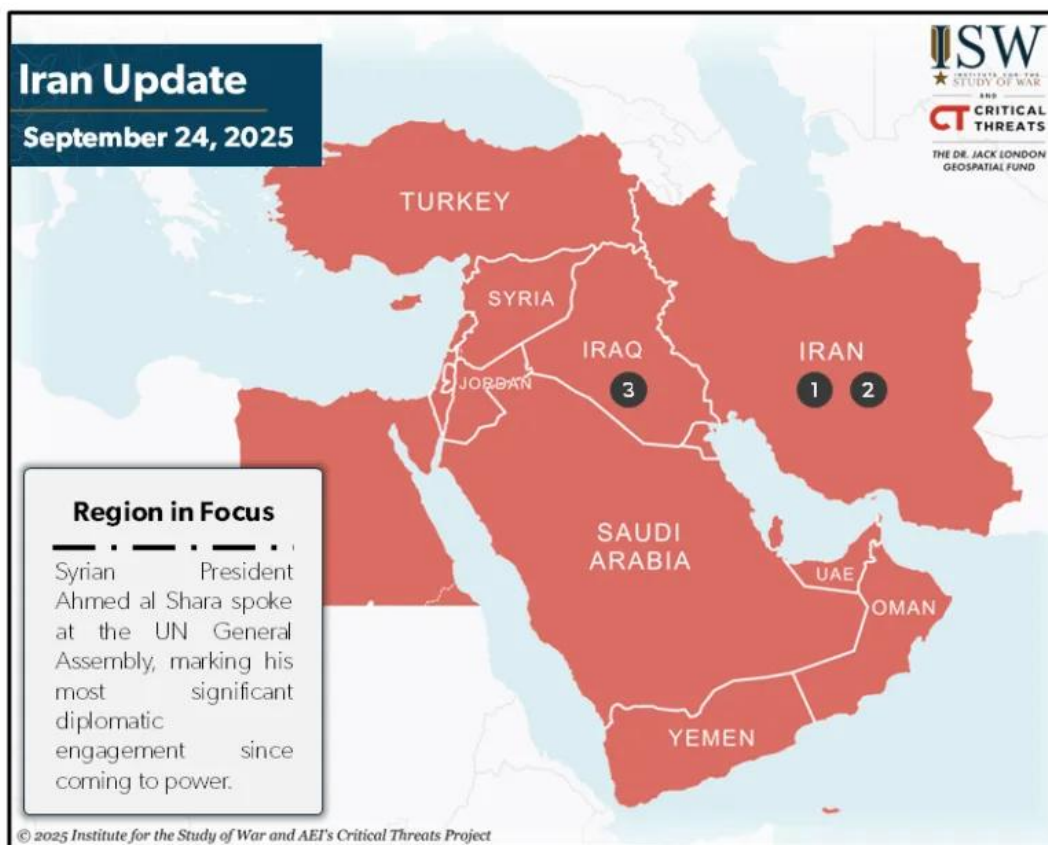 Iran Update
September 24, 2025
ISW
INSTITUTE FOR THE
STUDY OF WAR
AND
CT CRITICAL
THREATS
THE DR. JACK LONDON
GEOSPATIAL FUND
TURKEY
SYRIA
IRAQ
3
IRAN
1 2
JORDAN
SAUDI
ARABIA
UAE
OMAN
YEMEN
Region in Focus
Syrian President
Ahmed al Shara spoke
at the UN General
Assembly, marking his
most significant
diplomatic
engagement since
coming to power.
© 2025 Institute for the Study of War and AEI's Critical Threats Project